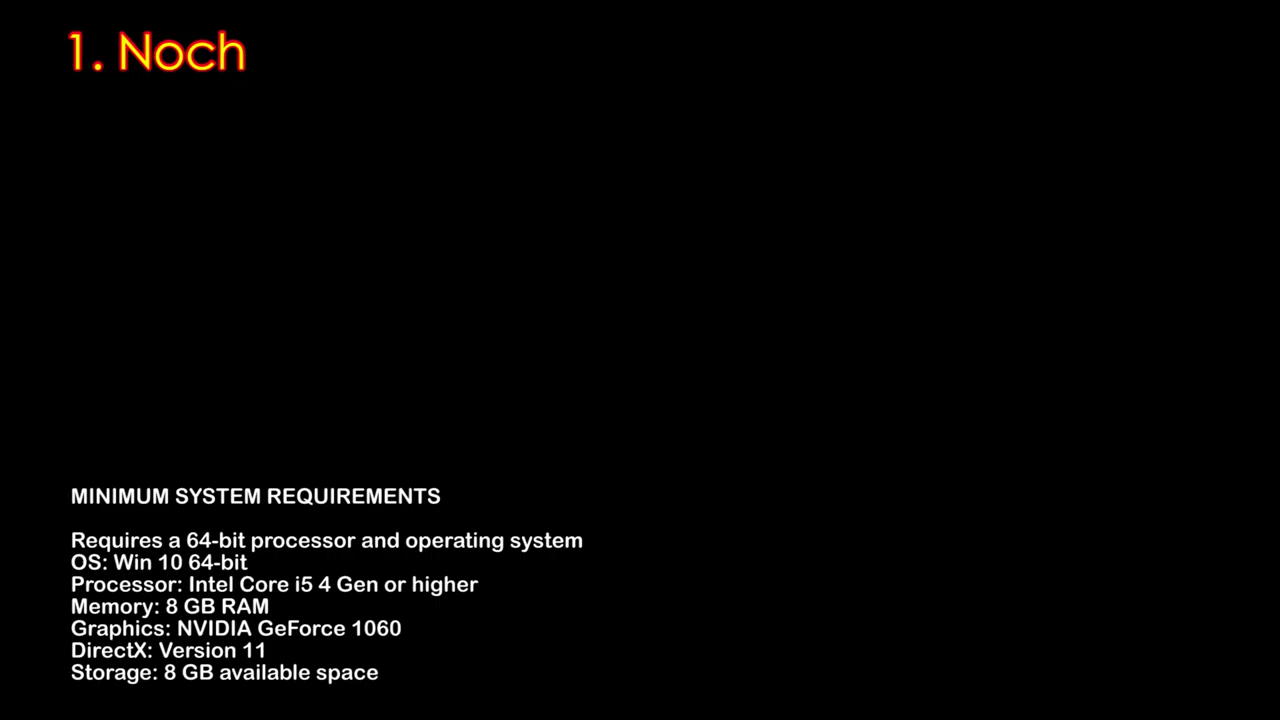 1. Noch
MINIMUM SYSTEM REQUIREMENTS
Requires a 64-bit processor and operating system
OS: Win 10 64-bit
Processor: Intel Core i5 4 Gen or higher
Memory: 8 GB RAM
Graphics: NVIDIA GeForce 1060
DirectX: Version 11
Storage: 8 GB available space